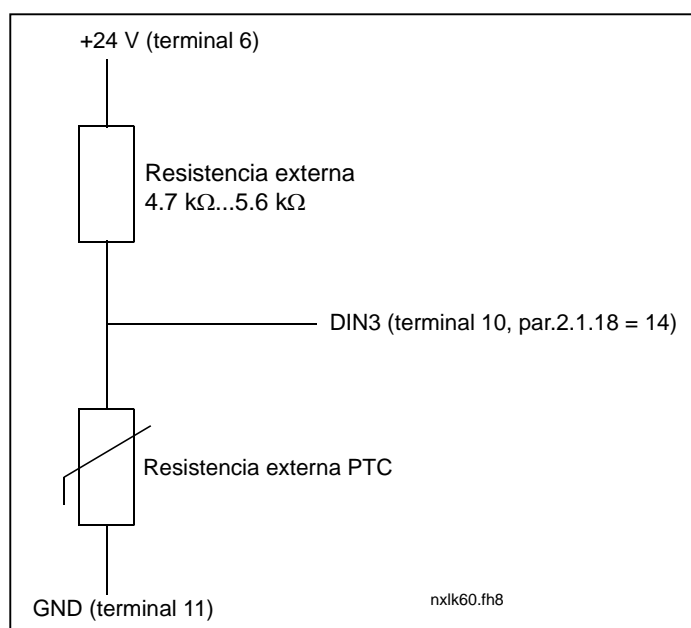 +24 V (terminal 6)
Resistencia externa
4.7 kΩ...5.6 kΩ
DIN3 (terminal 10, par.2.1.18 = 14)
Resistencia externa PTC
GND (terminal 11)
nxlk60.fh8